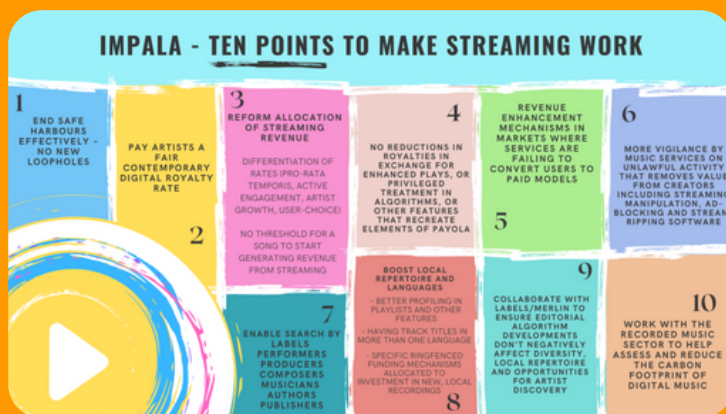 IMPALA - TEN POINTS TO MAKE STREAMING WORK
1
END SAFE
HARBOURS
EFFECTIVELY -
NO NEW
LOOPHOLES
PAY ARTISTS A
FAIR
CONTEMPORARY
DIGITAL ROYALTY
RATE
2
3
REFORM ALLOCATION
OF STREAMING
REVENUE
DIFFERENTIATION OF
RATES (PRO-RATA
TEMPORIS, ACTIVE
ENGAGEMENT, ARTIST
GROWTH, USER-CHOICE)
NO THRESHOLD FOR A
SONG TO START
GENERATING REVENUE
FROM STREAMING
4
NO REDUCTIONS IN
ROYALTIES IN
EXCHANGE FOR
ENHANCED PLAYS, OR
PRIVILEGED
TREATMENT IN
ALGORITHMS, OR
OTHER FEATURES
THAT RECREATE
ELEMENTS OF PAYOLA
REVENUE
ENHANCEMENT
MECHANISMS IN
MARKETS WHERE
SERVICES ARE
FAILING TO
CONVERT USERS TO
PAID MODELS
5
6
MORE VIGILANCE BY
MUSIC SERVICES ON
UNLAWFUL ACTIVITY
THAT REMOVES VALUE
FROM CREATORS
INCLUDING STREAMING
MANIPULATION, AD-
BLOCKING AND STREAM
RIPPING SOFTWARE
7
ENABLE SEARCH BY
LABELS
PERFORMERS
PRODUCERS
COMPOSERS
MUSICIANS
AUTHORS
PUBLISHERS
BOOST LOCAL
REPERTOIRE AND
LANGUAGES
- BETTER PROFILING IN
PLAYLISTS AND OTHER
FEATURES
- HAVING TRACK TITLES IN
MORE THAN ONE LANGUAGE
- SPECIFIC RINGFENCED
FUNDING MECHANISMS
ALLOCATED TO
INVESTMENT IN NEW, LOCAL
RECORDINGS
8
9
COLLABORATE WITH
LABELS/MERLIN TO
ENSURE EDITORIAL
ALGORITHM
DEVELOPMENTS
DON'T NEGATIVELY
AFFECT DIVERSITY,
LOCAL REPERTOIRE
AND OPPORTUNITIES
FOR ARTIST
DISCOVERY
10
WORK WITH THE
RECORDED MUSIC
SECTOR TO HELP
ASSESS AND REDUCE
THE CARBON
FOOTPRINT OF
DIGITAL MUSIC